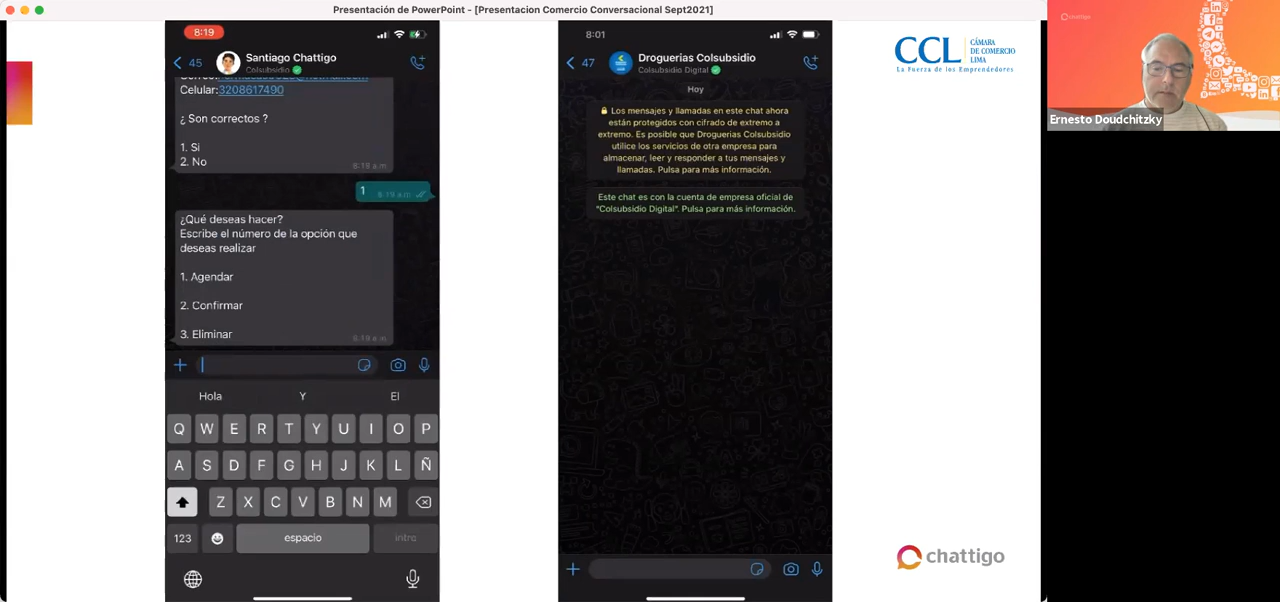 Presentación de PowerPoint - [Presentacion Comercio Conversacional Sept2021]
8:19
45
Santiago Chattigo
Colsubsidio
Celular:3208617490
¿ Son correctos ?
1. Si
2. No
8:19 a.m.
1
8:19 a.m.
¿Qué deseas hacer?
Escribe el número de la opción que
deseas realizar
1. Agendar
2. Confirmar
3. Eliminar
8:19 a.m.
Hola
Y
El
Q W E R T Y U I O P
A S D F G H J K L Ñ
Z X C V B N M
123
espacio
intro
8:01
47
Droguerias Colsubsidio
Colsubsidio Digital
Hoy
Los mensajes y llamadas en este chat ahora
están protegidos con cifrado de extremo a
extremo. Es posible que Droguerias Colsubsidio
utilice los servicios de otra empresa para
almacenar, leer y responder a tus mensajes y
llamadas. Pulsa para más información.
Este chat es con la cuenta de empresa oficial de
"Colsubsidio Digital". Pulsa para más información.
CCL
CÁMARA
DE COMERCIO
LIMA
La Fuerza de los Emprendedores
chattigo
chattigo
Ernesto Doudchitzky